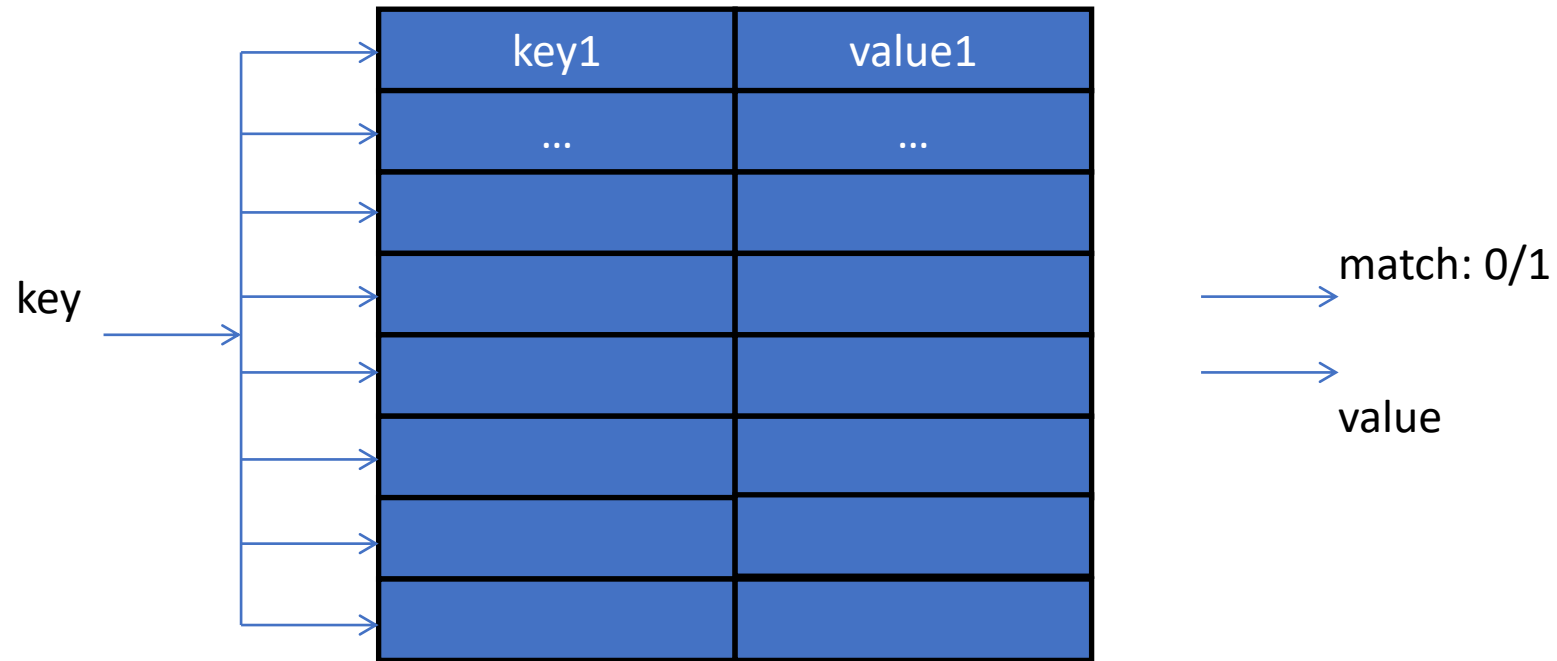 key1 value1
... ...
match: 0/1
key
value